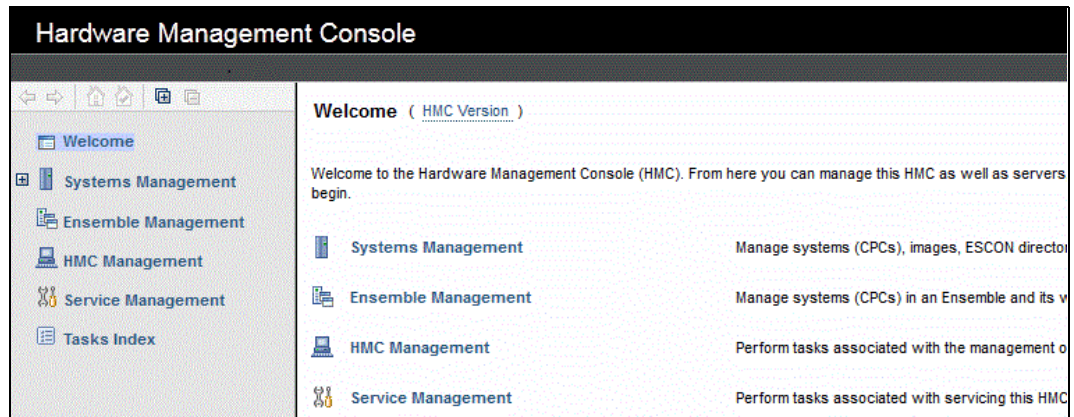 Hardware Management Console
Welcome
Systems Management
Ensemble Management
HMC Management
Service Management
Tasks Index
Welcome ( HMC Version )
Welcome to the Hardware Management Console (HMC). From here you can manage this HMC as well as servers
begin.
Systems Management Manage systems (CPCs), images, ESCON director
Ensemble Management Manage systems (CPCs) in an Ensemble and its
HMC Management Perform tasks associated with the management
Service Management Perform tasks associated with servicing this HMC